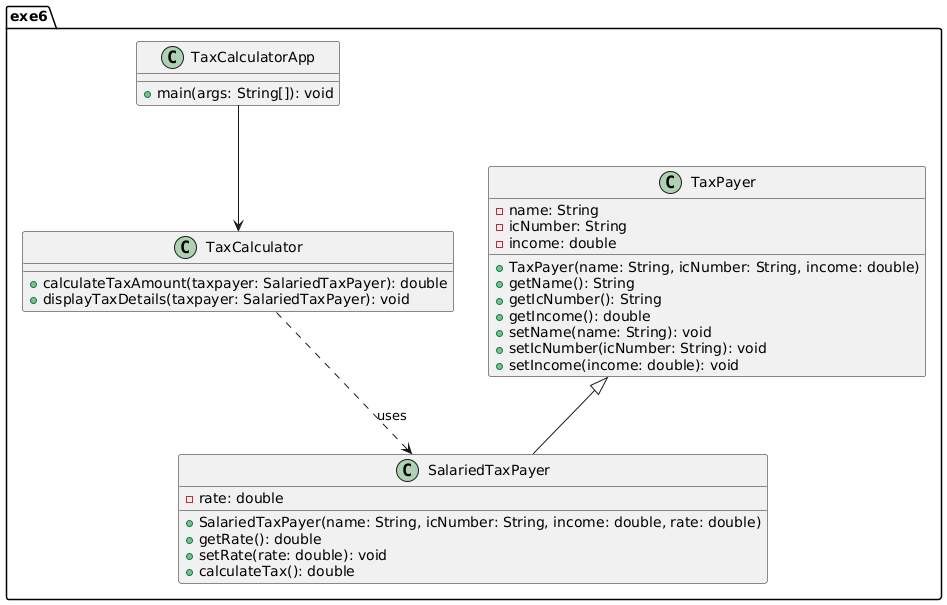 exe6
C TaxCalculatorApp
main(args: String[]): void
C TaxCalculator
calculateTaxAmount(taxpayer: SalariedTaxPayer): double
displayTaxDetails(taxpayer: SalariedTaxPayer): void
C TaxPayer
name: String
icNumber: String
income: double
TaxPayer(name: String, icNumber: String, income: double)
getName(): String
getIcNumber(): String
getIncome(): double
setName(name: String): void
setIcNumber(icNumber: String): void
setIncome(income: double): void
uses
C SalariedTaxPayer
rate: double
SalariedTaxPayer(name: String, icNumber: String, income: double, rate: double)
getRate(): double
setRate(rate: double): void
calculateTax(): double